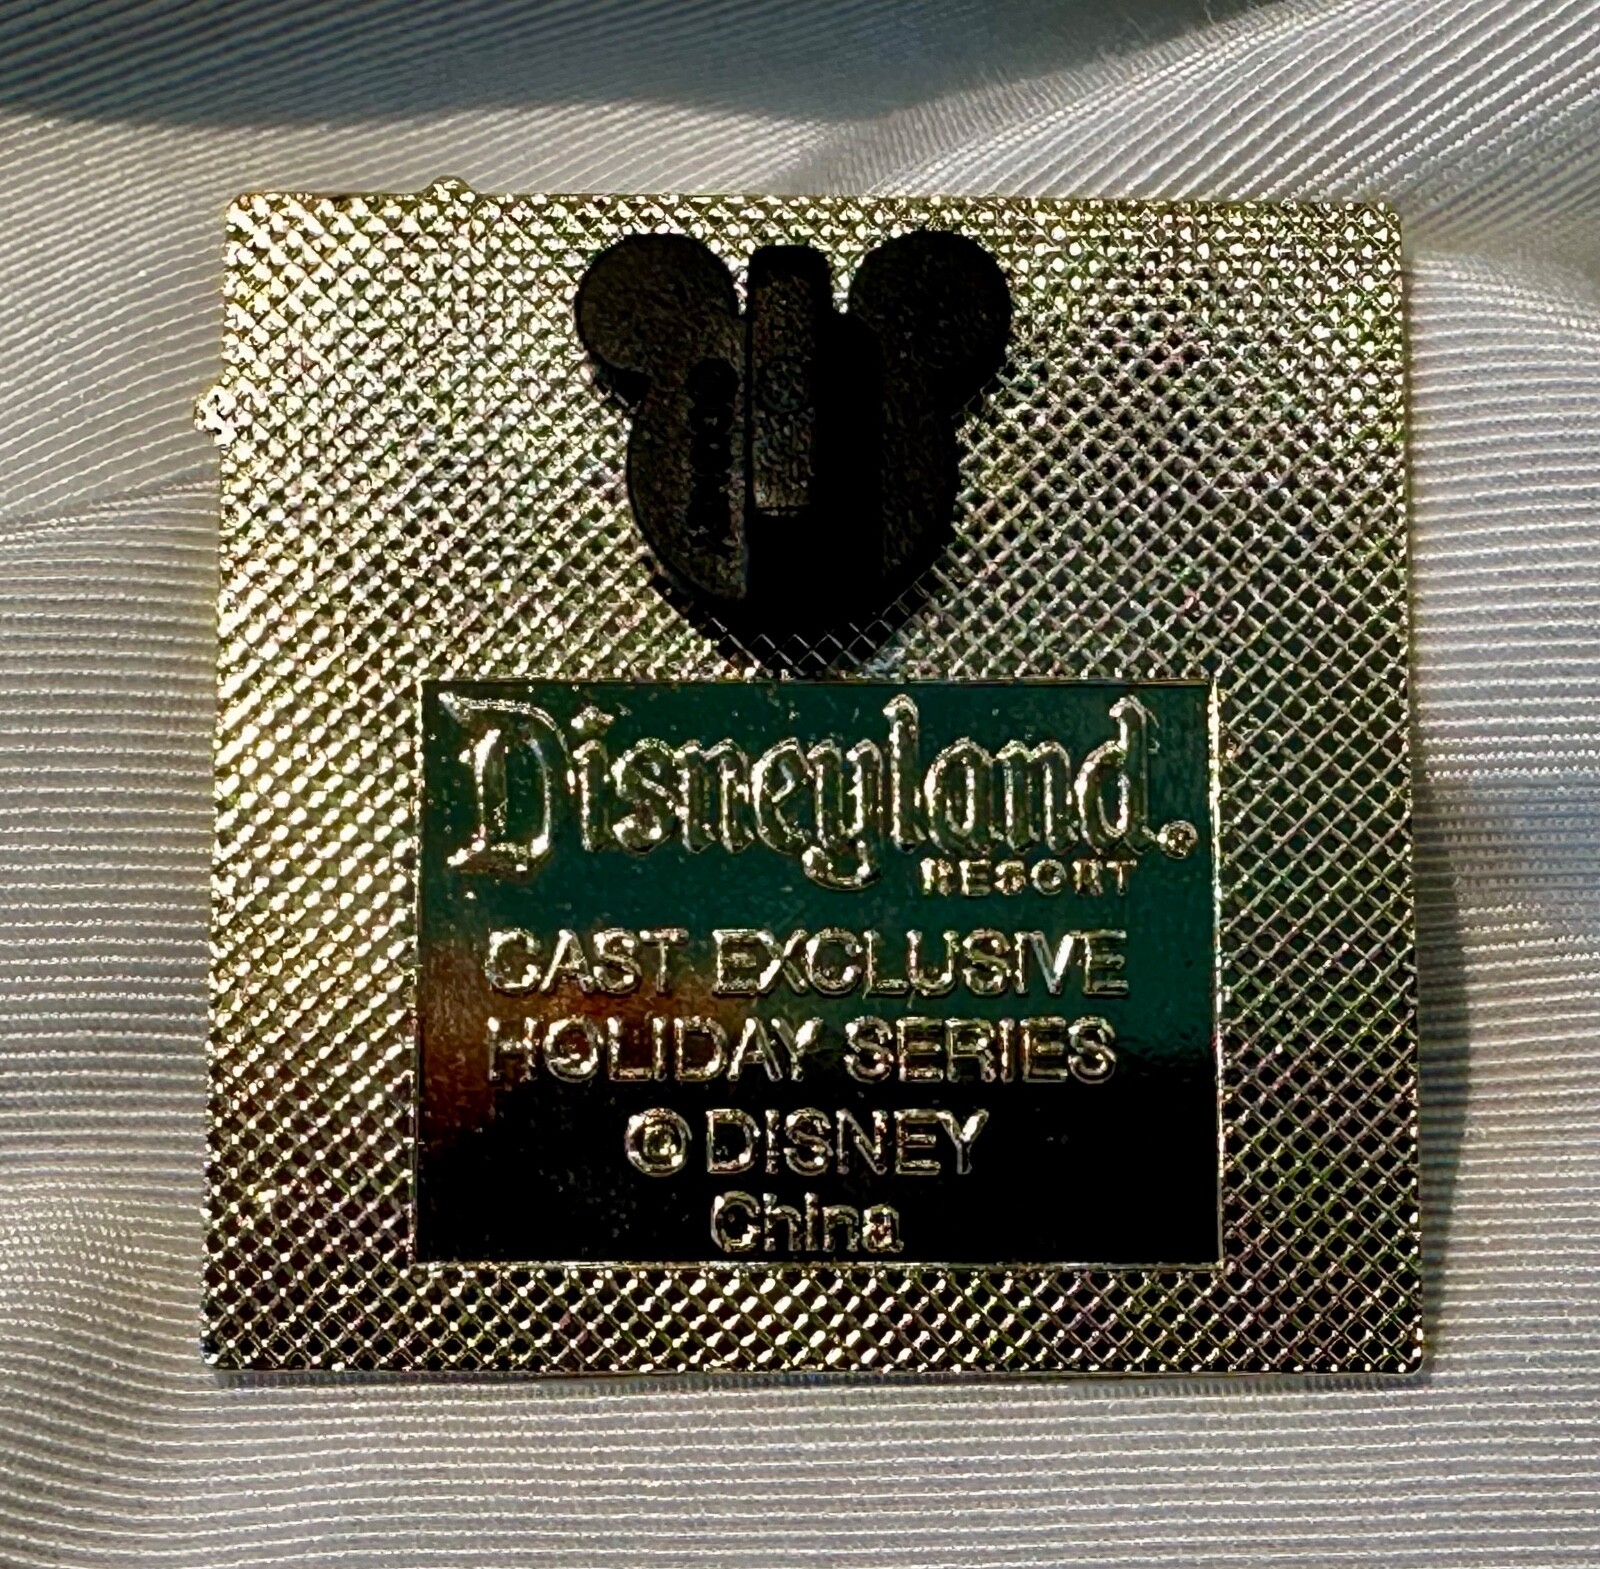 Disneyland®
RESORT
CAST EXCLUSIVE
HOLIDAY SERIES
©DISNEY
China